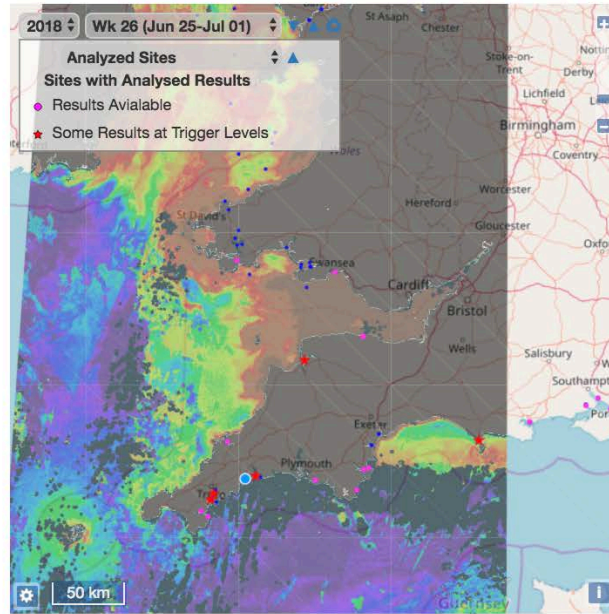 2018
Wk 26 (Jun 25-Jul 01)
Analyzed Sites
Sites with Analysed Results
Results Avialable
Some Results at Trigger Levels
St Asaph
Chester
Stoke-on-
Trent
Derby
Lichfield
Birmingham
Coventry
Wales
Worcester
Hereford
Gloucester
St David's
Swansea
Cardiff
Bristol
Wells
Salisbury
Southampton
Exeter
Plymouth
Guernsey
50 km
i